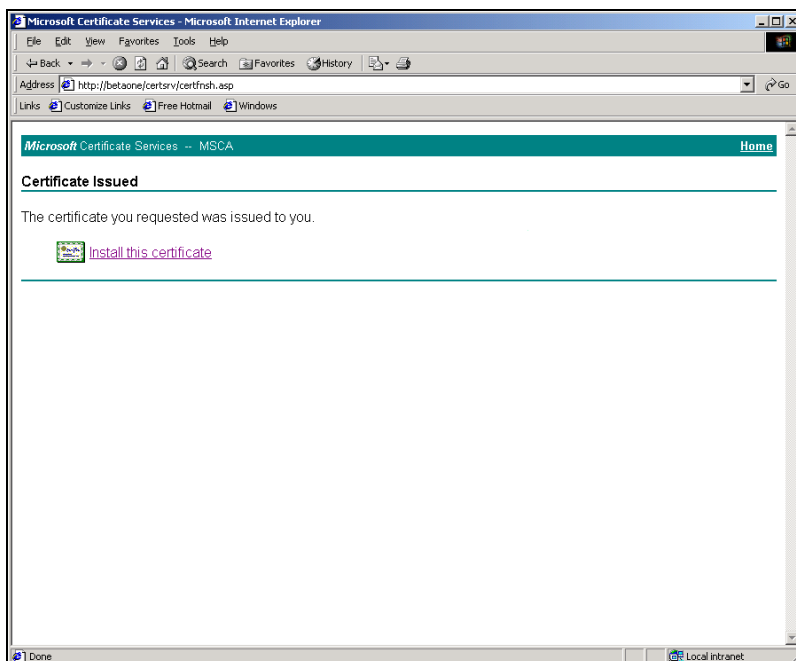 Microsoft Certificate Services - Microsoft Internet Explorer
File Edit View Favorites Tools Help
Back Search Favorites History
Address http://betaone/certsrv/certfnsh.asp Go
Links Customize Links Free Hotmail Windows
Microsoft Certificate Services -- MSCA Home
Certificate Issued
The certificate you requested was issued to you.
Install this certificate
Done Local intranet